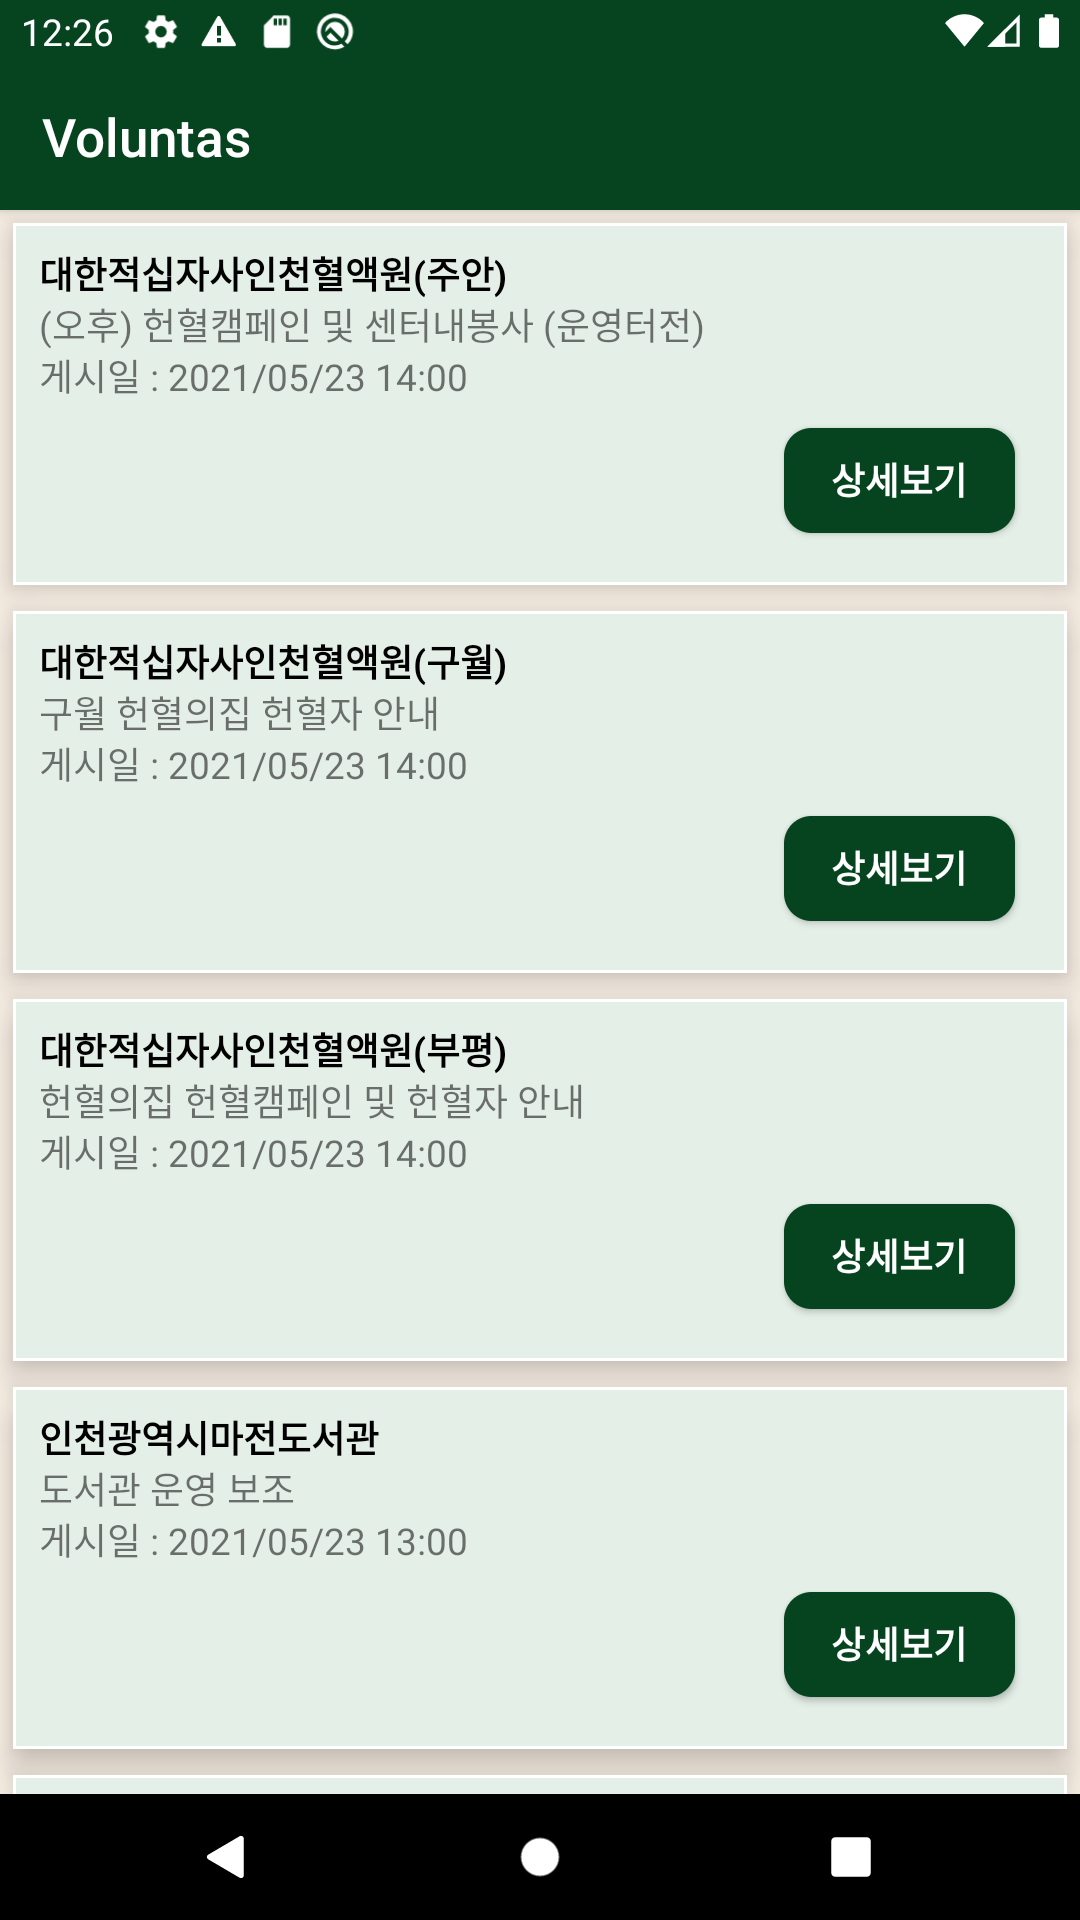 12:26
Voluntas
대한적십자사인천혈액원(주안)
(오후) 헌혈캠페인 및 센터내봉사 (운영터전)
게시일 : 2021/05/23 14:00
상세보기
대한적십자사인천혈액원(구월)
구월 헌혈의집 헌혈자 안내
게시일 : 2021/05/23 14:00
상세보기
대한적십자사인천혈액원(부평)
헌혈의집 헌혈캠페인 및 헌혈자 안내
게시일 : 2021/05/23 14:00
상세보기
인천광역시마전도서관
도서관 운영 보조
게시일 : 2021/05/23 13:00
상세보기